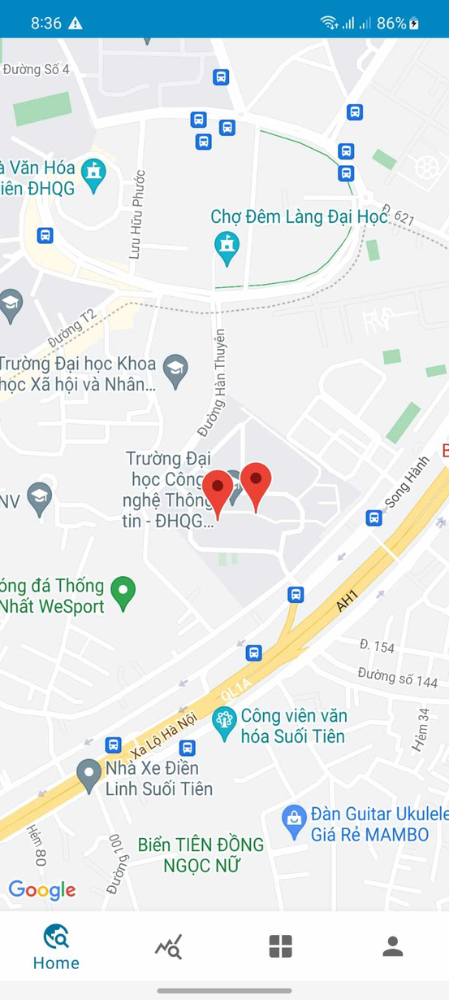 8:36
86%
Đường Số 4
à Văn Hóa
iên ĐHQG
Lưu Hữu Phước
Chợ Đêm Làng Đại Học
Đ. 621
Đường T2
Trường Đại học Khoa
học Xã hội và Nhân...
Đường Hàn Thuyên
Trường Đại
học Công
nghệ Thông
tin - ĐHQG...
NV
Song Hành
B
óng đá Thống
Nhất WeSport
AH1
Đ. 154
Đường số 144
QL1A
Hẻm 34
Công viên văn
hóa Suối Tiên
Xa Lộ Hà Nội
Nhà Xe Điền
Linh Suối Tiên
Đàn Guitar Ukulele
Giá Rẻ MAMBO
Hẻm 80
Đường 100
Biển TIÊN ĐỒNG
NGỌC NỮ
Google
Home